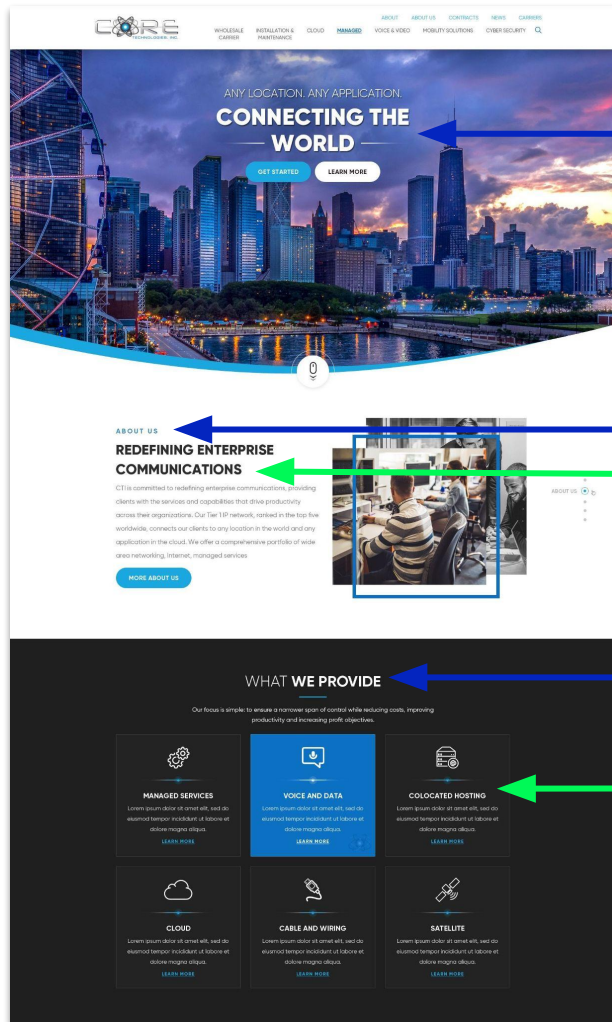 CORE
TECHNOLOGIES, INC.
ABOUT ABOUT US CONTRACTS NEWS CAREERS
WHOLESALE CARRIER INSTALLATION & MAINTENANCE CLOUD MANAGED VOICE & VIDEO MOBILITY SOLUTIONS CYBER SECURITY
ANY LOCATION. ANY APPLICATION.
CONNECTING THE
WORLD
GET STARTED LEARN MORE
ABOUT US
REDEFINING ENTERPRISE
COMMUNICATIONS
CTI is committed to redefining enterprise communications, providing
clients with the services and capabilities that drive productivity
across their organizations. Our Tier 1 IP network, ranked in the top five
worldwide, connects our clients to any location in the world and any
application in the cloud. We offer a comprehensive portfolio of wide
area networking, Internet, managed services
MORE ABOUT US
ABOUT US
WHAT WE PROVIDE
Our focus is simple: to ensure a narrower span of control while reducing costs, improving
productivity and increasing profit objectives.
MANAGED SERVICES
Lorem ipsum dolor sit amet elit, sed do
eiusmod tempor incididunt ut labore et
dolore magna aliqua.
LEARN MORE
VOICE AND DATA
Lorem ipsum dolor sit amet elit, sed do
eiusmod tempor incididunt ut labore et
dolore magna aliqua.
LEARN MORE
COLOCATED HOSTING
Lorem ipsum dolor sit amet elit, sed do
eiusmod tempor incididunt ut labore et
dolore magna aliqua.
LEARN MORE
CLOUD
Lorem ipsum dolor sit amet elit, sed do
eiusmod tempor incididunt ut labore et
dolore magna aliqua.
LEARN MORE
CABLE AND WIRING
Lorem ipsum dolor sit amet elit, sed do
eiusmod tempor incididunt ut labore et
dolore magna aliqua.
LEARN MORE
SATELLITE
Lorem ipsum dolor sit amet elit, sed do
eiusmod tempor incididunt ut labore et
dolore magna aliqua.
LEARN MORE